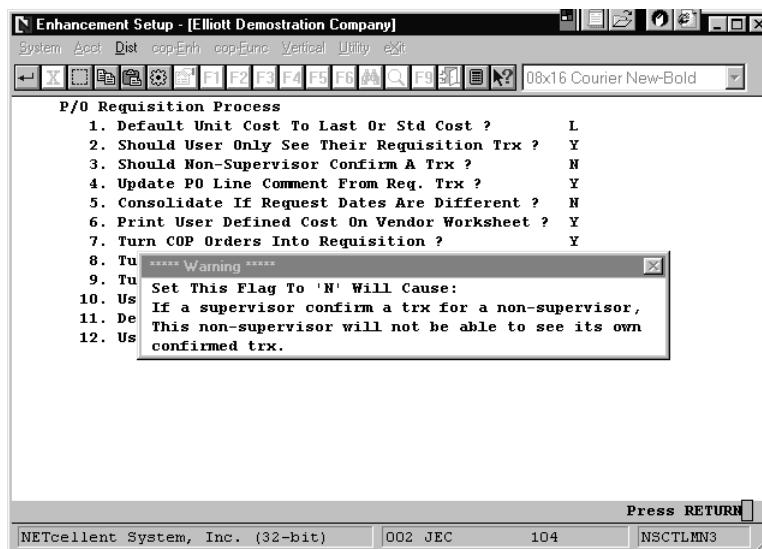 Enhancement Setup - [Elliott Demostration Company]
System Acct Dist cop-Enh cop-Func Vertical Utility eXit
X F1 F2 F3 F4 F5 F6 F9 08x16 Courier New-Bold
P/O Requisition Process
1. Default Unit Cost To Last Or Std Cost ? L
2. Should User Only See Their Requisition Trx ? Y
3. Should Non-Supervisor Confirm A Trx ? N
4. Update PO Line Comment From Req. Trx ? Y
5. Consolidate If Request Dates Are Different ? N
6. Print User Defined Cost On Vendor Worksheet ? Y
7. Turn COP Orders Into Requisition ? Y
8. Tu
9. Tu
10. Us
11. De
12. Us
***** Warning *****
Set This Flag To 'N' Will Cause:
If a supervisor confirm a trx for a non-supervisor,
This non-supervisor will not be able to see its own
confirmed trx.
Press RETURN
NETcellent System, Inc. (32-bit) 002 JEC 104 NSCTLMN3